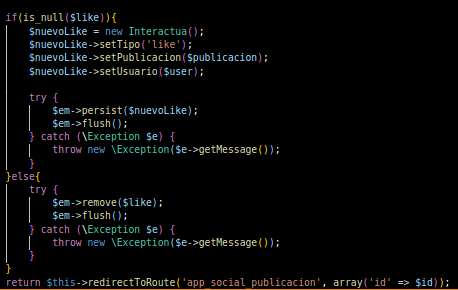 if(is_null($like)){
    $nuevoLike = new Interactua();
    $nuevoLike->setTipo('like');
    $nuevoLike->setPublicacion($publicacion);
    $nuevoLike->setUsuario($user);

    try {
        $em->persist($nuevoLike);
        $em->flush();
    } catch (\Exception $e) {
        throw new \Exception($e->getMessage());
    }
}else{
    try {
        $em->remove($like);
        $em->flush();
    } catch (\Exception $e) {
        throw new \Exception($e->getMessage());
    }
}
return $this->redirectToRoute('app_social_publicacion', array('id' => $id));